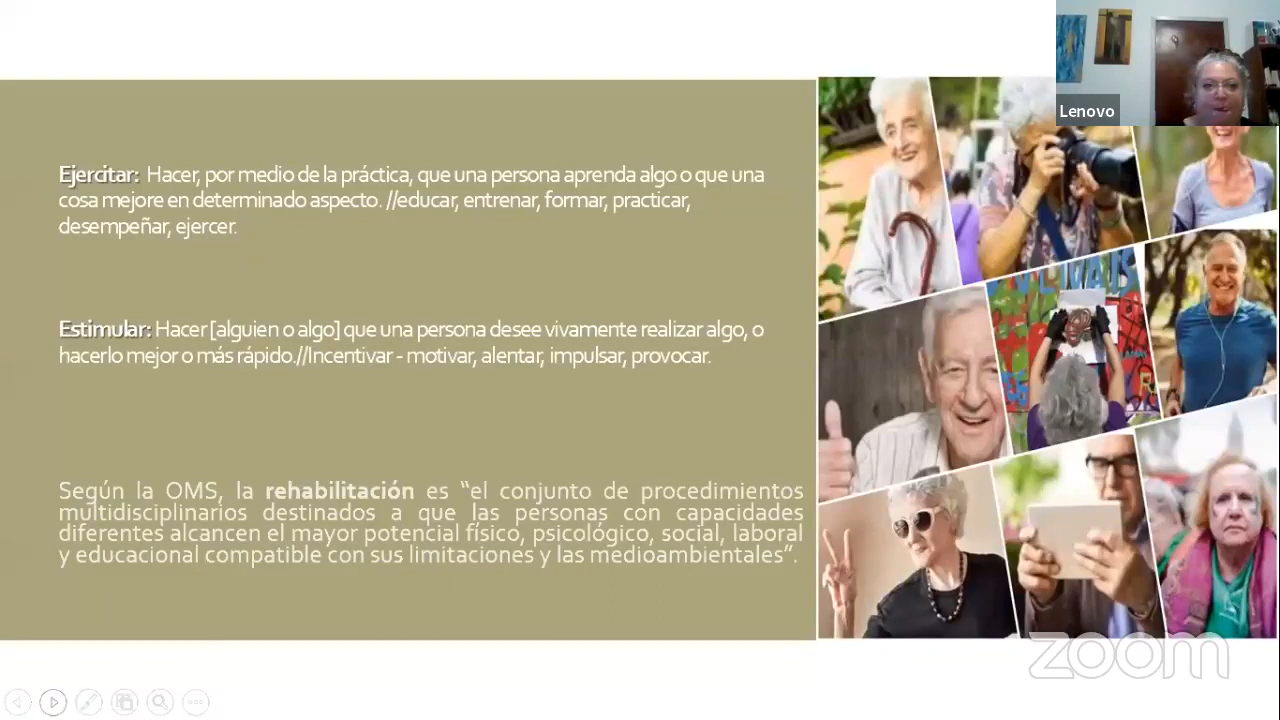 Lenovo
Ejercitar: Hacer, por medio de la práctica, que una persona aprenda algo o que una
cosa mejore en determinado aspecto. //educar, entrenar, formar, practicar,
desempeñar, ejercer.
Estimular: Hacer [alguien o algo] que una persona desee vivamente realizar algo, o
hacerlo mejor o más rápido.//Incentivar - motivar, alentar, impulsar, provocar.
Según la OMS, la rehabilitación es “el conjunto de procedimientos
multidisciplinarios destinados a que las personas con capacidades
diferentes alcancen el mayor potencial físico, psicológico, social, laboral
y educacional compatible con sus limitaciones y las medioambientales”.
zoom